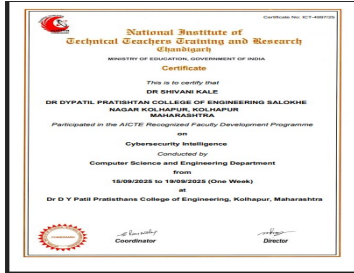 Certificate No: ICT-4997/25
National Institute of
Technical Teachers Training and Research
Chandigarh
MINISTRY OF EDUCATION, GOVERNMENT OF INDIA
Certificate
This is to certify that
DR SHIVANI KALE
DR DYPATIL PRATISHTAN COLLEGE OF ENGINEERING SALOKHE
NAGAR KOLHAPUR, KOLHAPUR
MAHARASHTRA
Participated in the AICTE Recognized Faculty Development Programme
on
Cybersecurity Intelligence
Conducted by
Computer Science and Engineering Department
from
15/09/2025 to 19/09/2025 (One Week)
at
Dr D Y Patil Pratisthans College of Engineering, Kolhapur, Maharashtra
Coordinator
Director